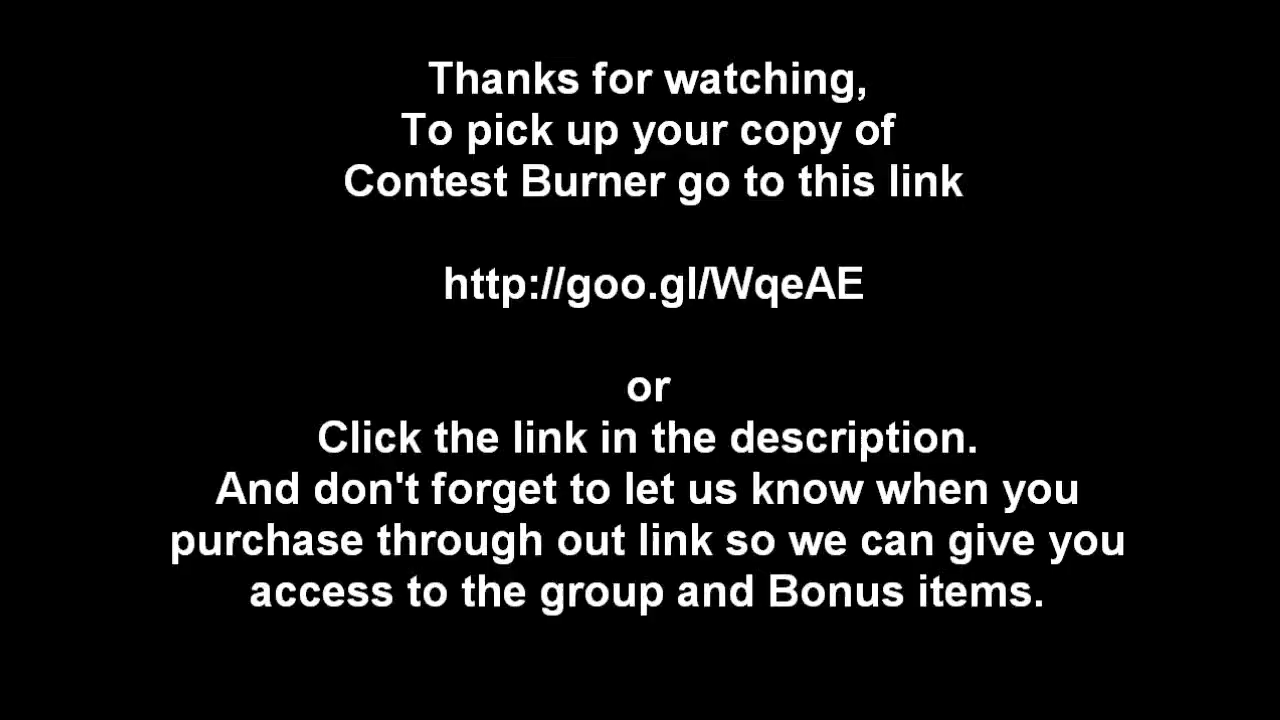 Thanks for watching,
To pick up your copy of
Contest Burner go to this link
http://goo.gl/WqeAE
or
Click the link in the description.
And don't forget to let us know when you
purchase through out link so we can give you
access to the group and Bonus items.